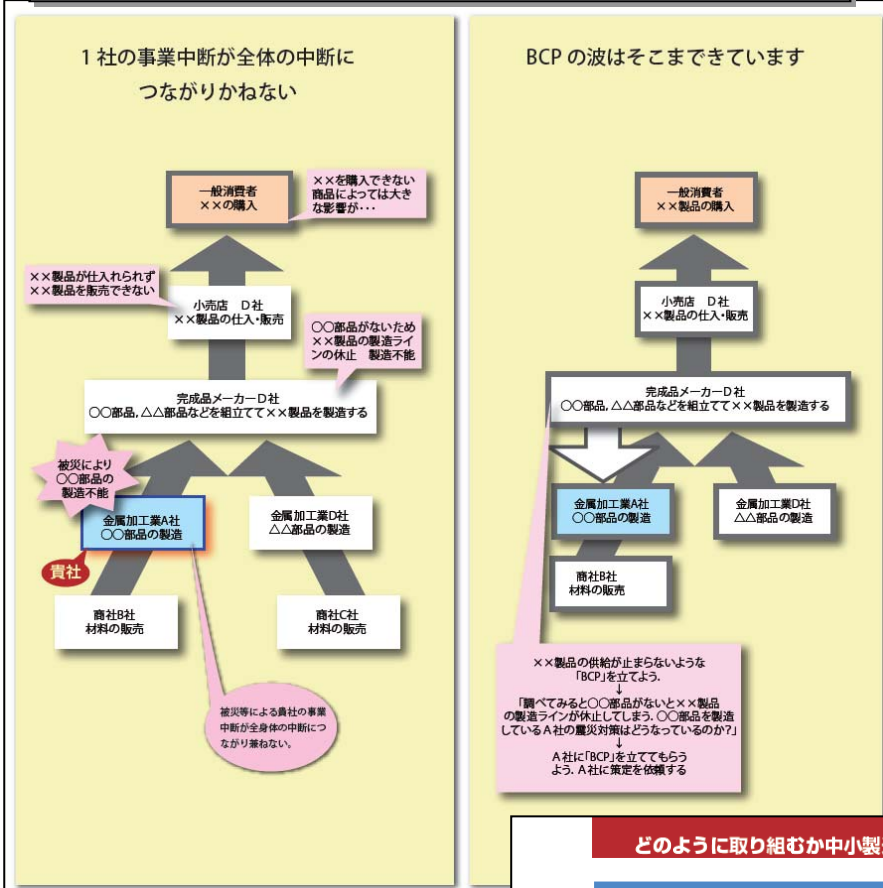 1社の事業中断が全体の中断に
つながりかねない
一般消費者
××の購入
××を購入できない
商品によっては大き
な影響が・・・
××製品が仕入れられず
××製品を販売できない
小売店 D社
××製品の仕入・販売
○○部品がないため
××製品の製造ライ
ンの休止 製造不能
完成品メーカーD社
○○部品，△△部品などを組立てて××製品を製造する
被災により
○○部品の
製造不能
金属加工業A社
○○部品の製造
金属加工業D社
△△部品の製造
貴社
商社B社
材料の販売
商社C社
材料の販売
被災等による貴社の事業
中断が全身体の中断につ
ながり兼ねない。
BCPの波はそこまできています
一般消費者
××製品の購入
小売店 D社
××製品の仕入・販売
完成品メーカーD社
○○部品，△△部品などを組立てて××製品を製造する
金属加工業A社
○○部品の製造
金属加工業D社
△△部品の製造
商社B社
材料の販売
××製品の供給が止まらないような
「BCP」を立てよう．
↓
「調べてみると○○部品がないと××製品
の製造ラインが休止してしまう．○○部品を製造
しているA社の震災対策はどうなっているのか?」
↓
A社に「BCP」を立ててもらう
よう．A社に策定を依頼する
どのように取り組むか中小製